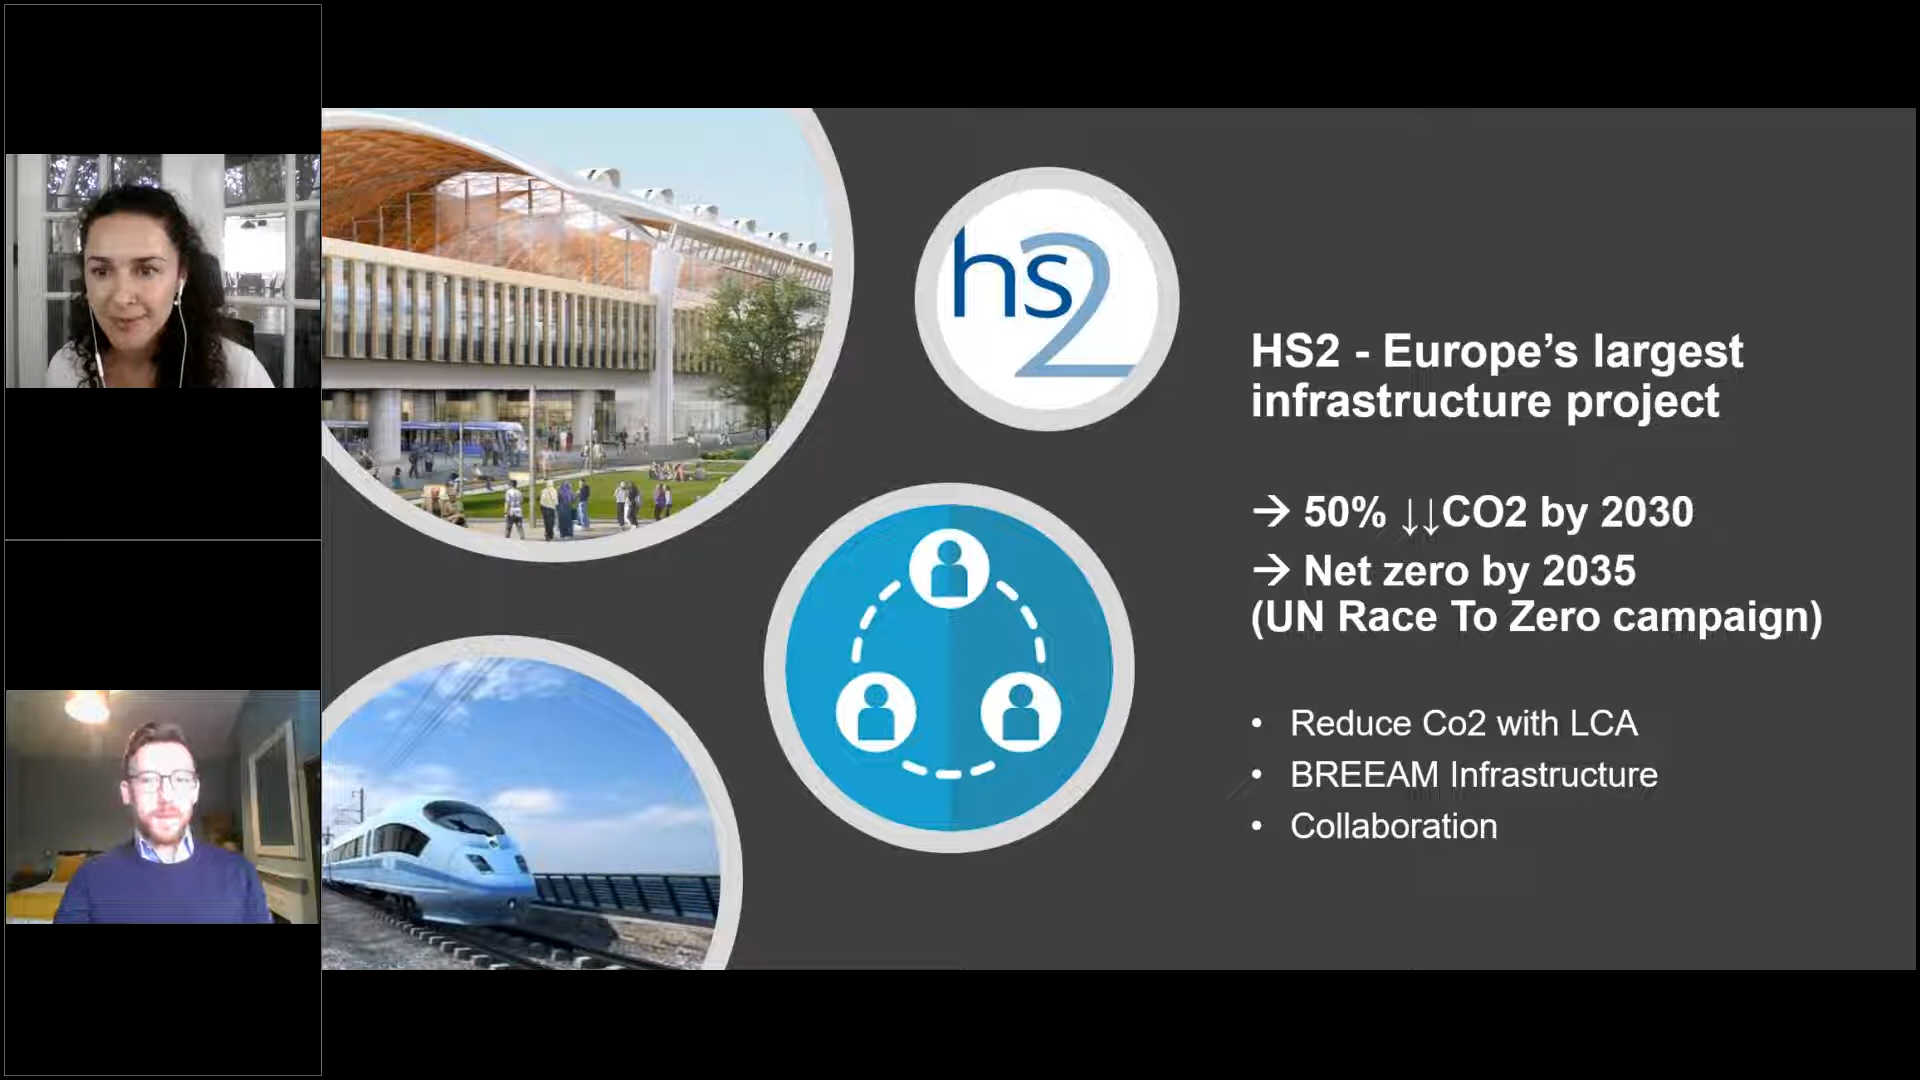 hs2
HS2 - Europe’s largest
infrastructure project
→ 50% ↓↓CO2 by 2030
→ Net zero by 2035
(UN Race To Zero campaign)
• Reduce Co2 with LCA
• BREEAM Infrastructure
• Collaboration